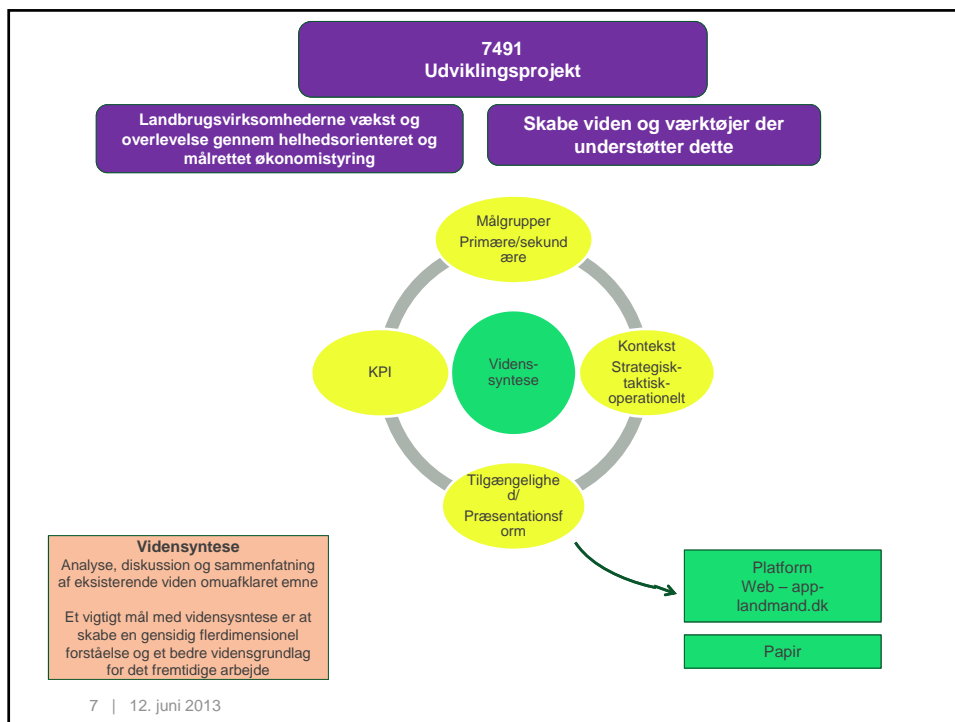 7491
Udviklingsprojekt
Landbrugsvirksomhederne vækst og
overlevelse gennem helhedsorienteret og
målrettet økonomistyring
Skabe viden og værktøjer der
understøtter dette
Målgrupper
Primære/sekund
ære
KPI
Videns-
syntese
Kontekst
Strategisk-
taktisk-
operationelt
Tilgængelighe
d/
Præsentationsf
orm
Vidensyntese
Analyse, diskussion og sammenfatning
af eksisterende viden omuafklaret emne
Et vigtigt mål med vidensysntese er at
skabe en gensidig flerdimensionel
forståelse og et bedre vidensgrundlag
for det fremtidige arbejde
Platform
Web – app-
landmand.dk
Papir
7 | 12. juni 2013